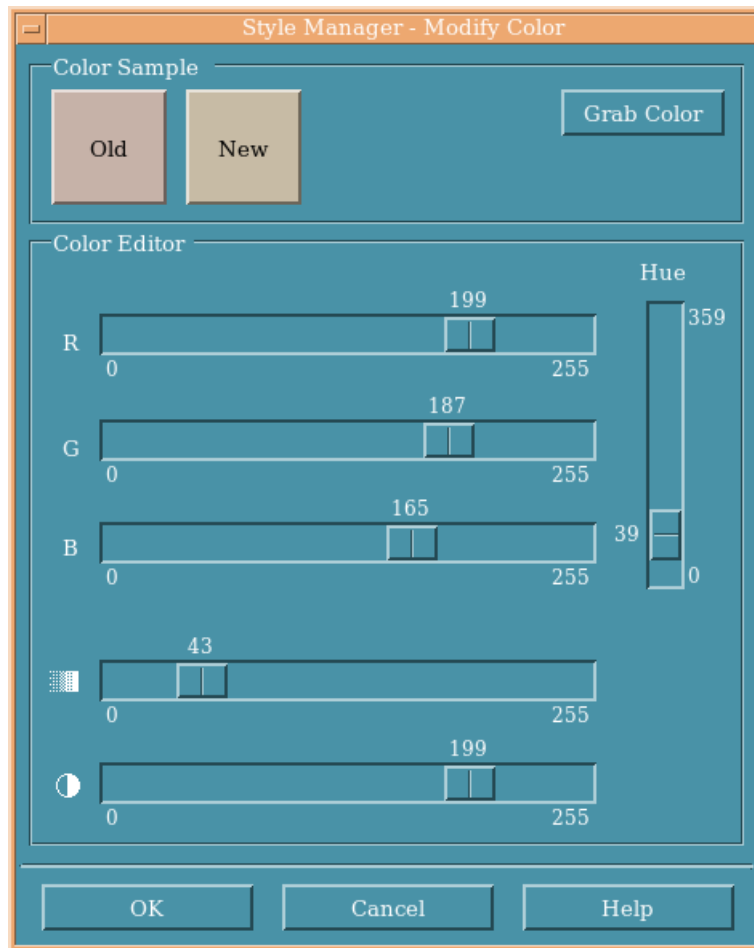 Style Manager - Modify Color
Color Sample
Old
New
Grab Color
Color Editor
Hue
R
199
0
255
G
187
0
255
B
165
0
255
359
39
0
43
0
255
199
0
255
OK
Cancel
Help